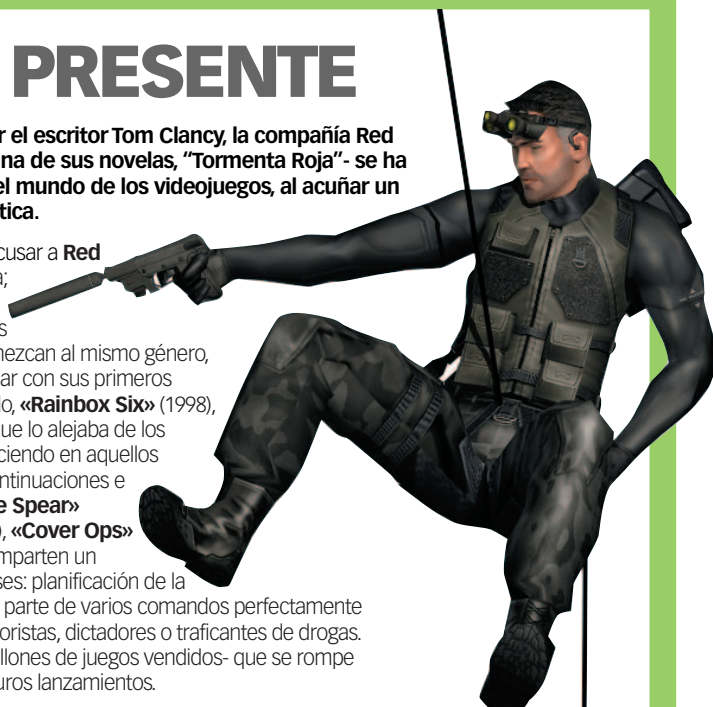 PRESENTE
r el escritor Tom Clancy, la compañía Red
na de sus novelas, “Tormenta Roja”- se ha
el mundo de los videojuegos, al acuñar un
tica.
cusar a Red
a;
s
nezcan al mismo género,
ar con sus primeros
lo, «Rainbox Six» (1998),
ue lo alejaba de los
ciendo en aquellos
ntinuaciones e
e Spear»
), «Cover Ops»
mparten un
ses: planificación de la
parte de varios comandos perfectamente
oristas, dictadores o traficantes de drogas.
llones de juegos vendidos- que se rompe
uros lanzamientos.